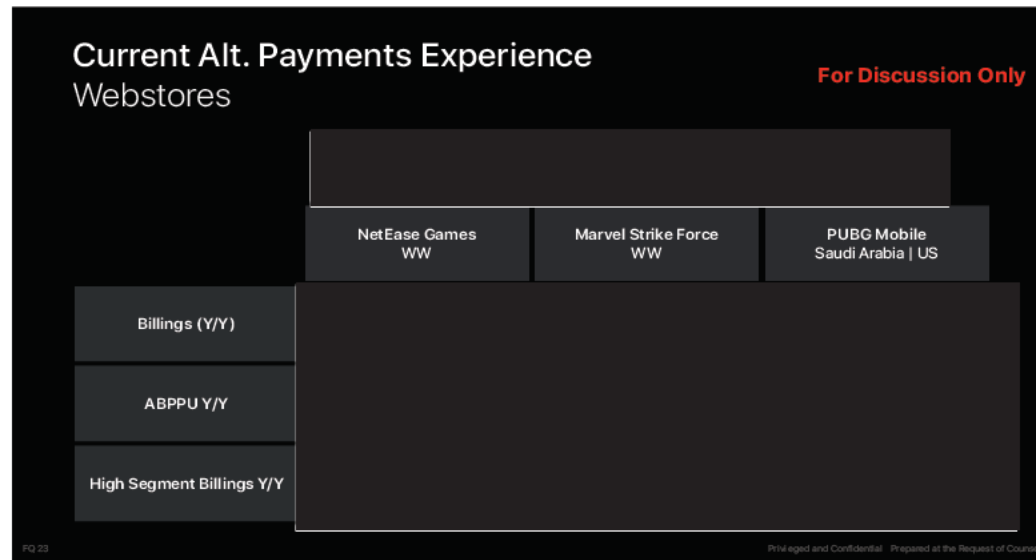 Current Alt. Payments Experience
Webstores
For Discussion Only
NetEase Games
WW
Marvel Strike Force
WW
PUBG Mobile
Saudi Arabia | US
Billings (Y/Y)
ABPPU Y/Y
High Segment Billings Y/Y
FQ 23
Privileged and Confidential Prepared at the Request of